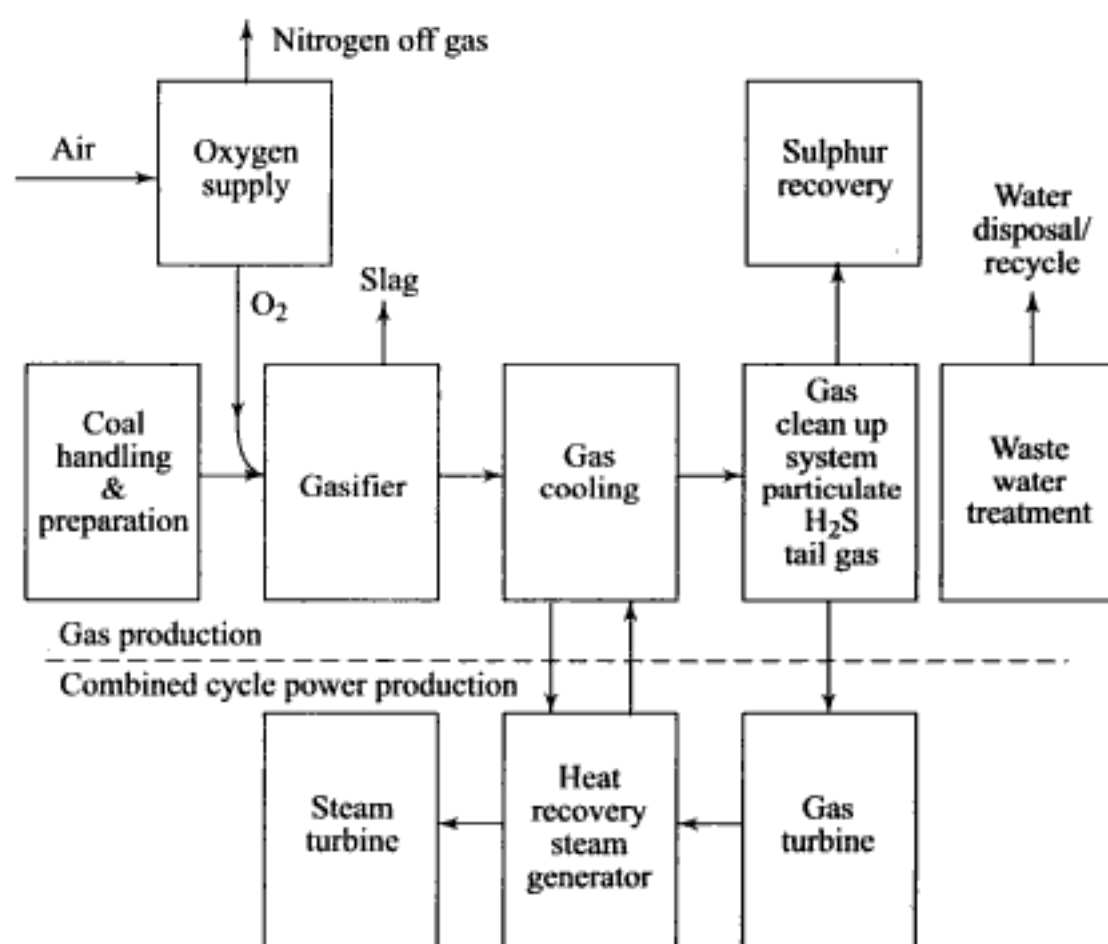 Nitrogen off gas
Air
Oxygen
supply
Sulphur
recovery
Water
disposal/
recycle
Slag
O2
Coal
handling
&
preparation
Gasifier
Gas
cooling
Gas
clean up
system
particulate
H2S
tail gas
Waste
water
treatment
Gas production
Combined cycle power production
Steam
turbine
Heat
recovery
steam
generator
Gas
turbine